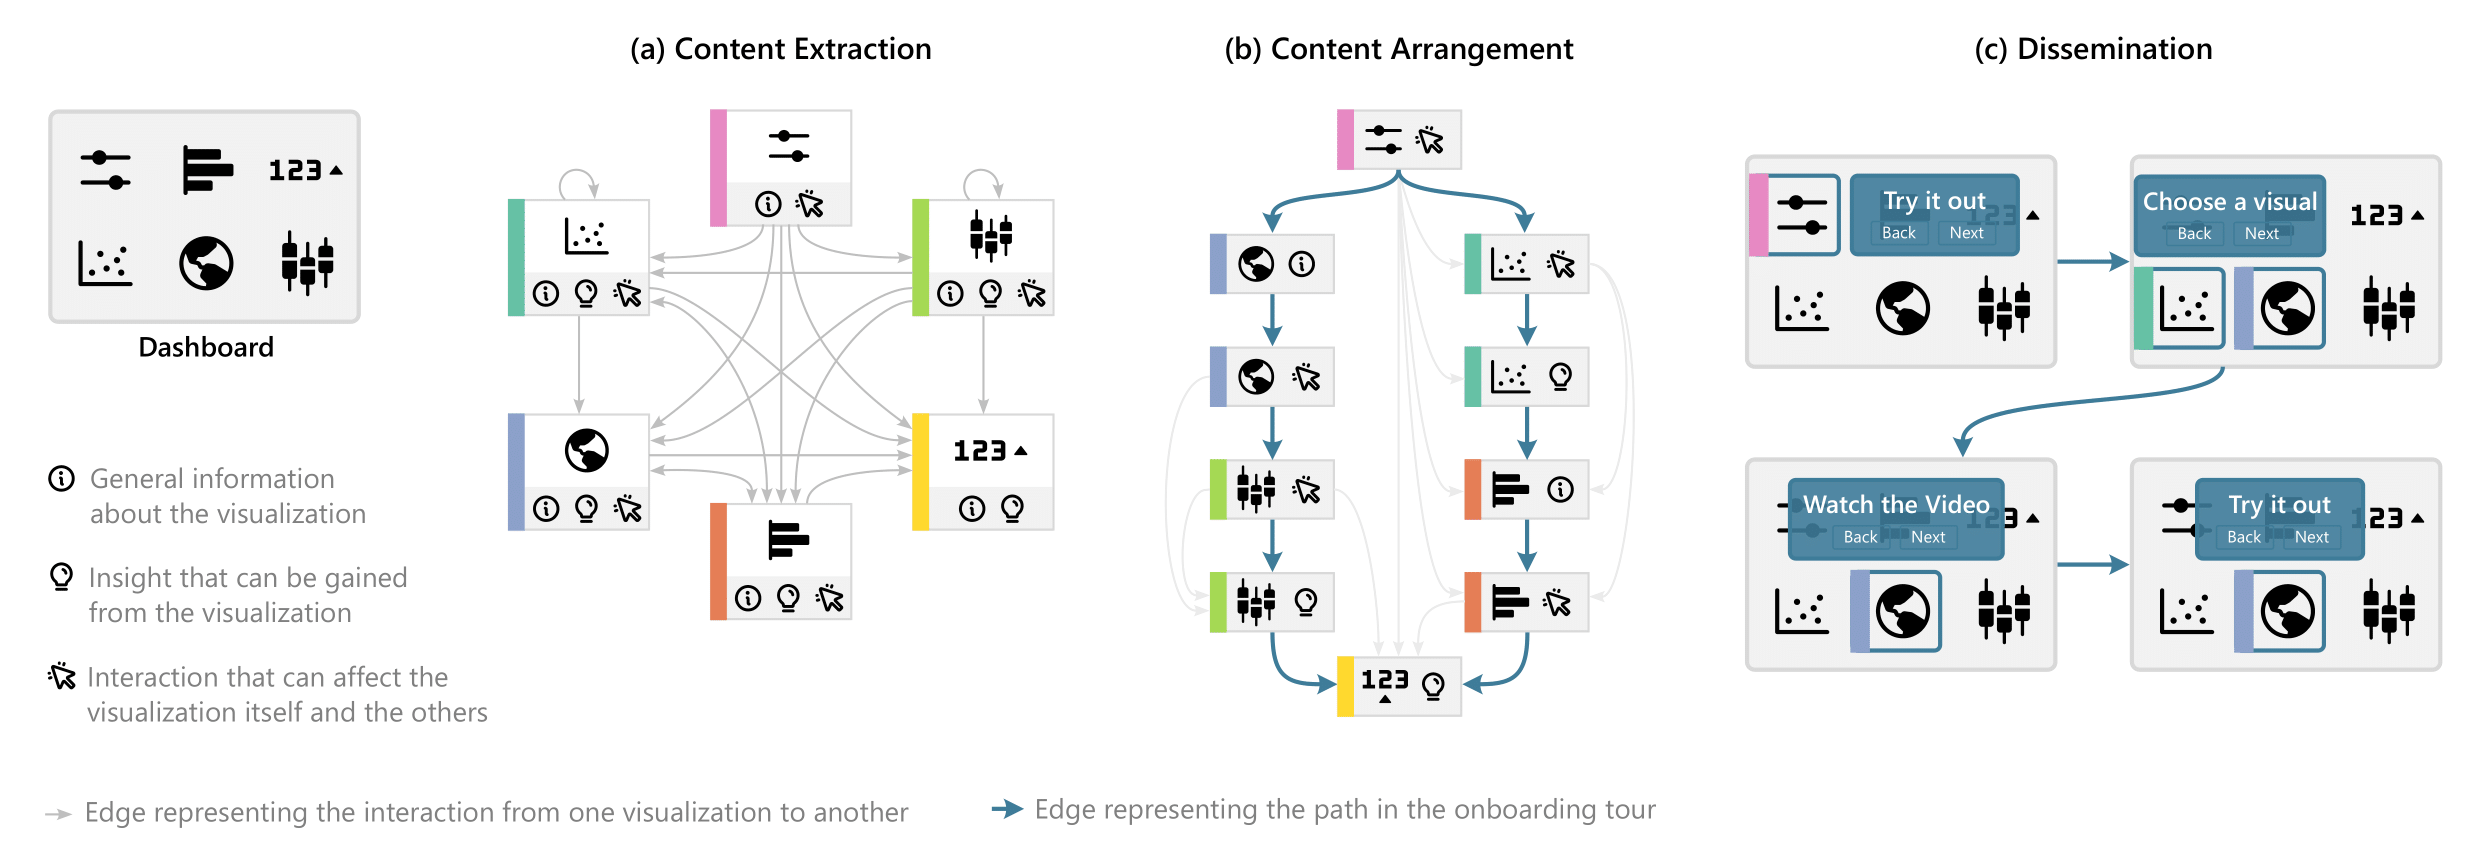 (a) Content Extraction
(b) Content Arrangement
(c) Dissemination
123
Dashboard
General information
about the visualization
Insight that can be gained
from the visualization
Interaction that can affect the
visualization itself and the others
123
123
Try it out
123
Back Next
Choose a visual
123
Back Next
Watch the Video
123
Back Next
Try it out
123
Back Next
Edge representing the interaction from one visualization to another
Edge representing the path in the onboarding tour